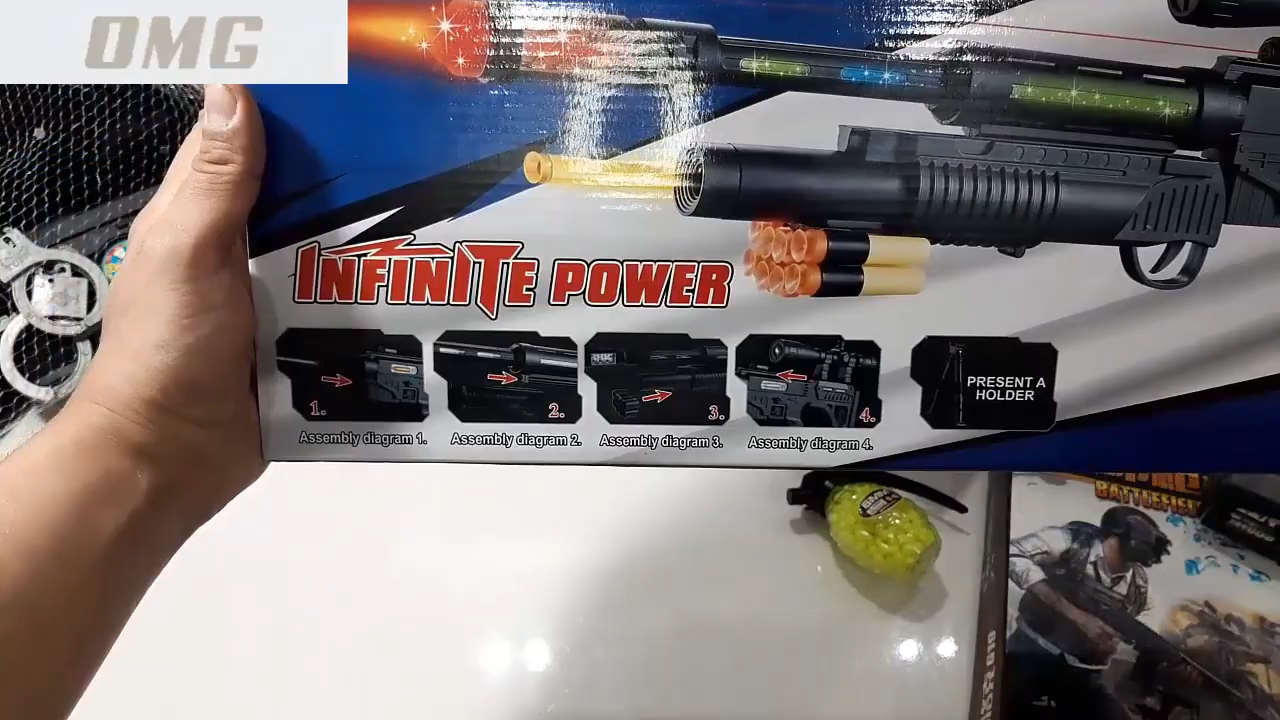 OMG
INFINITE POWER
1.
2.
3.
4.
PRESENT A
HOLDER
Assembly diagram 1.
Assembly diagram 2.
Assembly diagram 3.
Assembly diagram 4.
BATTLEFIE